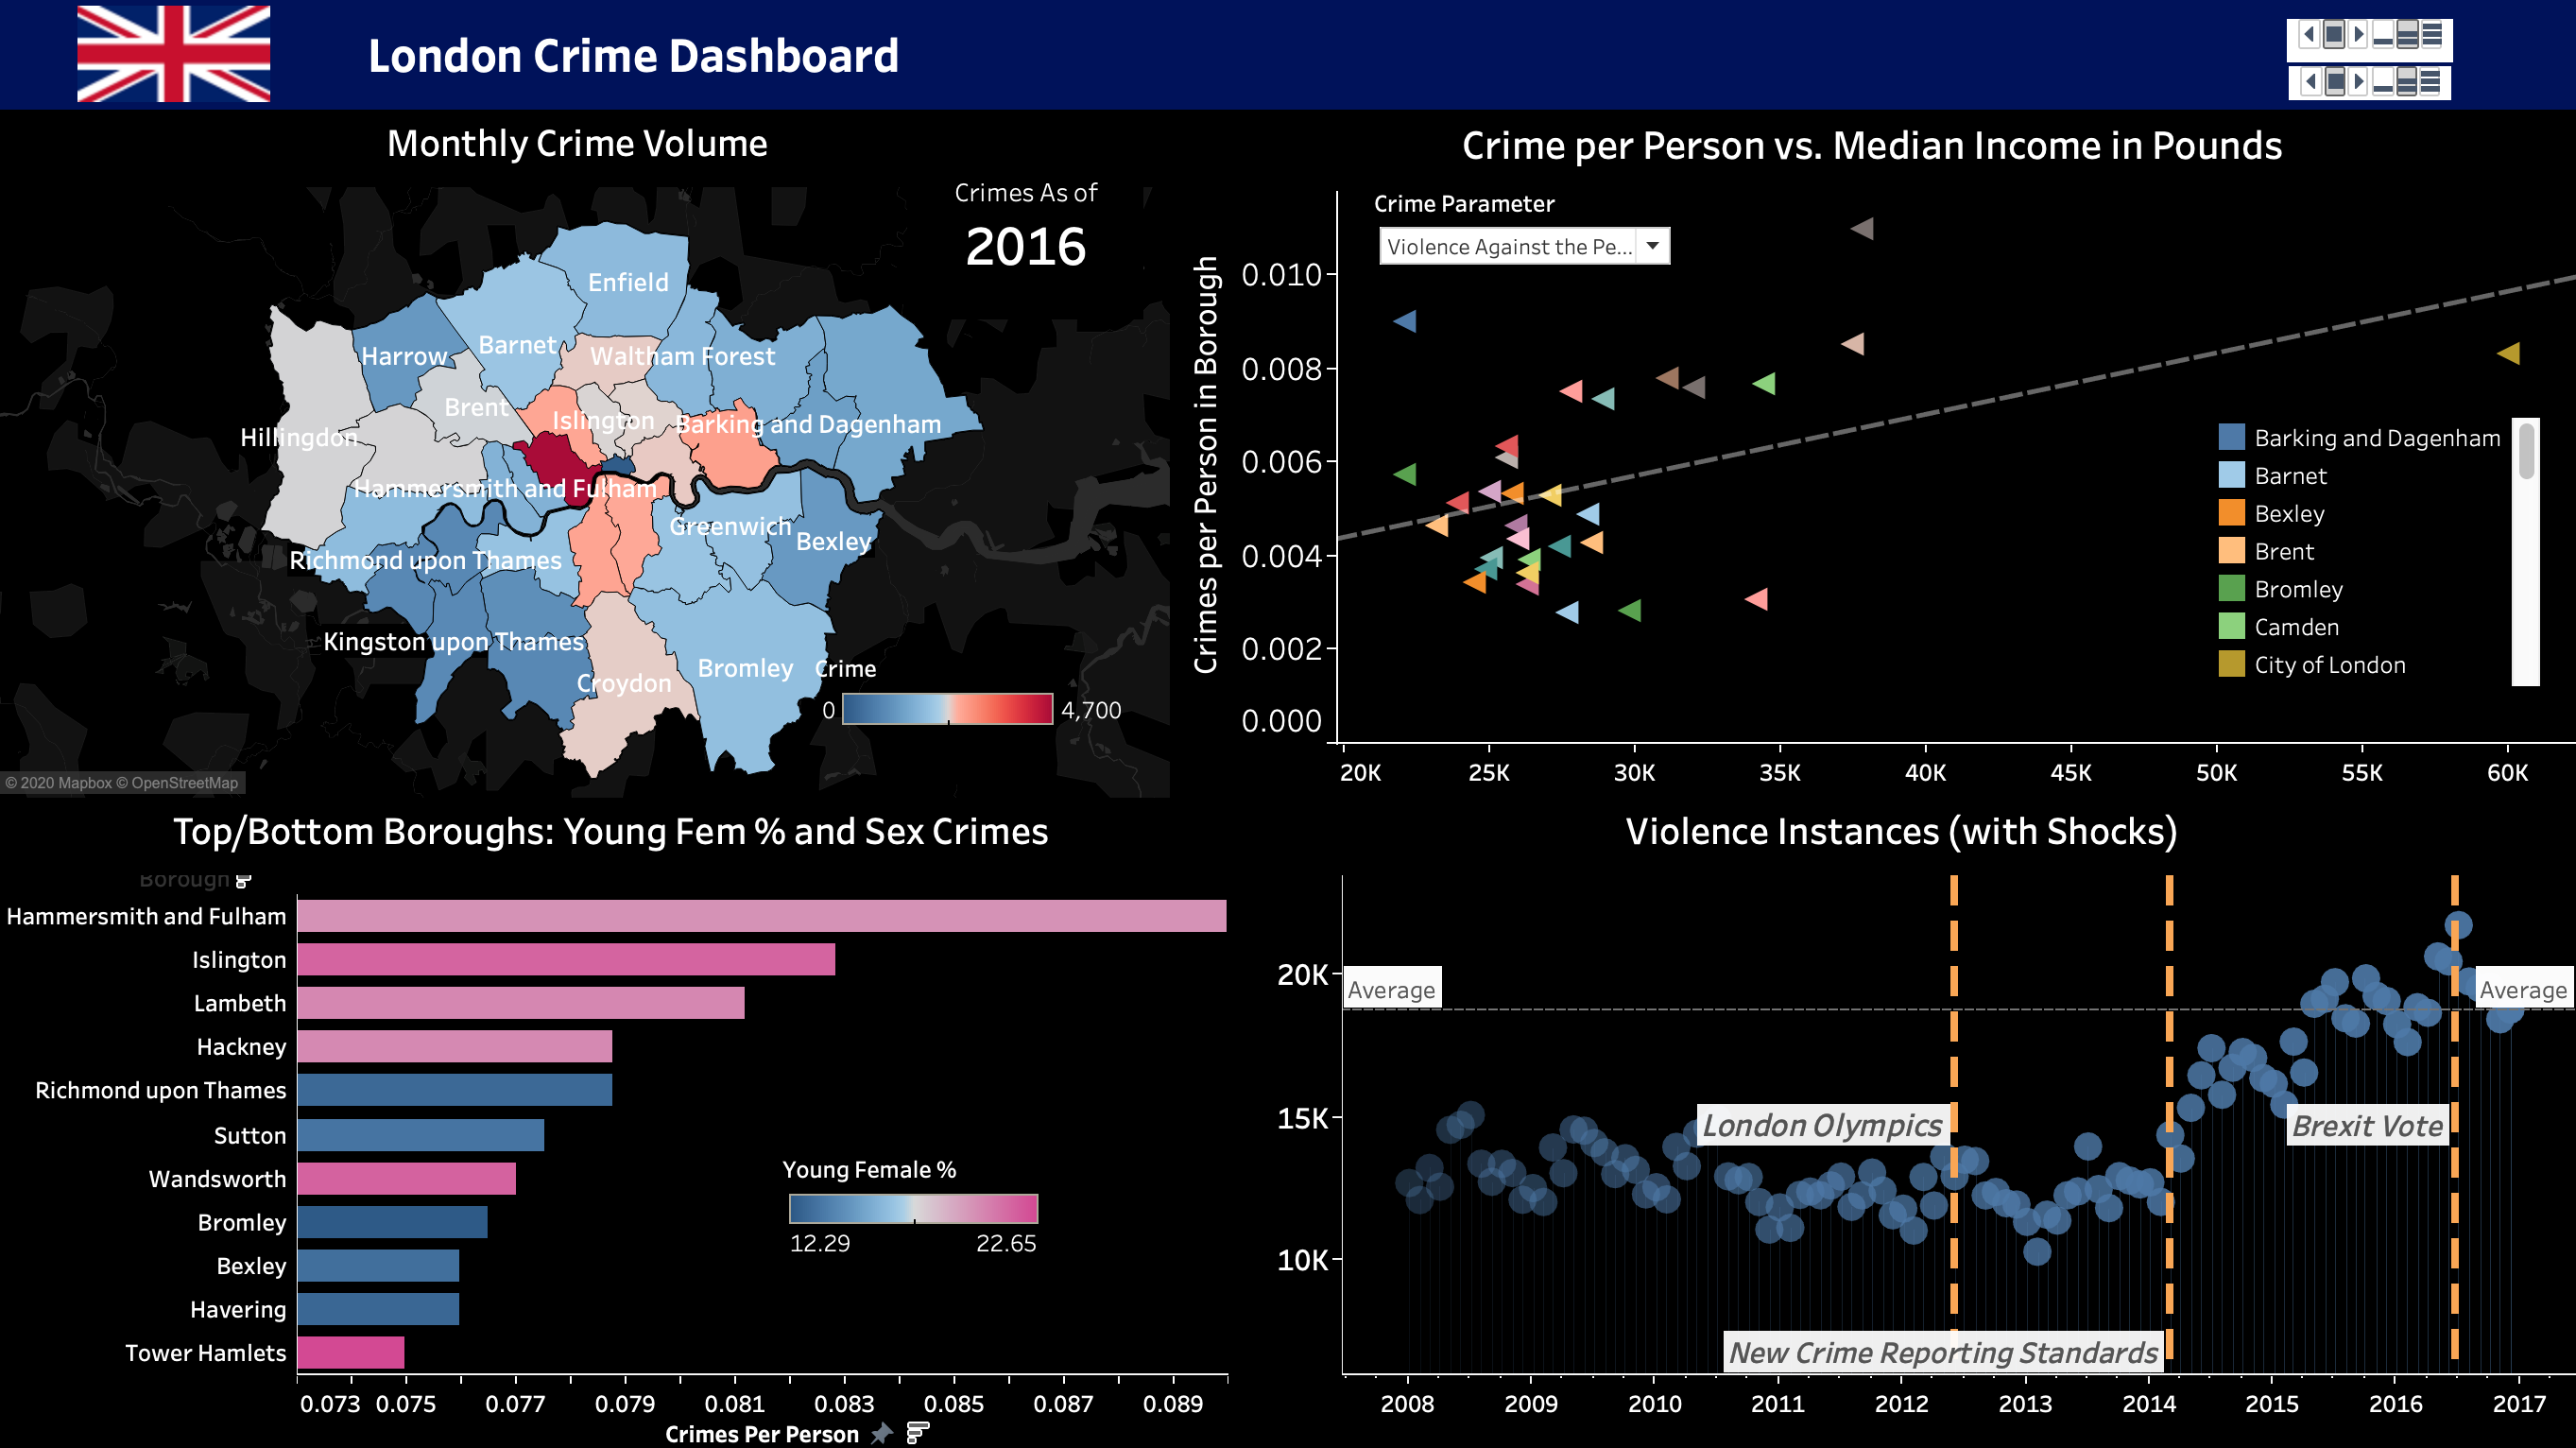 London Crime Dashboard
Monthly Crime Volume
Crimes As of
2016
Enfield
Barnet
Harrow
Waltham Forest
Brent
Islington
Barking and Dagenham
Hillingdon
Hammersmith and Fulham
Greenwich
Bexley
Richmond upon Thames
Kingston upon Thames
Bromley
Croydon
Crime
0
4,700
© 2020 Mapbox © OpenStreetMap
Crime per Person vs. Median Income in Pounds
Crime Parameter
Violence Against the Pe...
Crimes per Person in Borough
0.010
0.008
0.006
0.004
0.002
0.000
20K 25K 30K 35K 40K 45K 50K 55K 60K
Barking and Dagenham
Barnet
Bexley
Brent
Bromley
Camden
City of London
Top/Bottom Boroughs: Young Fem % and Sex Crimes
Borough
Hammersmith and Fulham
Islington
Lambeth
Hackney
Richmond upon Thames
Sutton
Wandsworth
Bromley
Bexley
Havering
Tower Hamlets
Young Female %
12.29 22.65
0.073 0.075 0.077 0.079 0.081 0.083 0.085 0.087 0.089
Crimes Per Person
Violence Instances (with Shocks)
20K
15K
10K
Average
Average
London Olympics
Brexit Vote
New Crime Reporting Standards
2008 2009 2010 2011 2012 2013 2014 2015 2016 2017